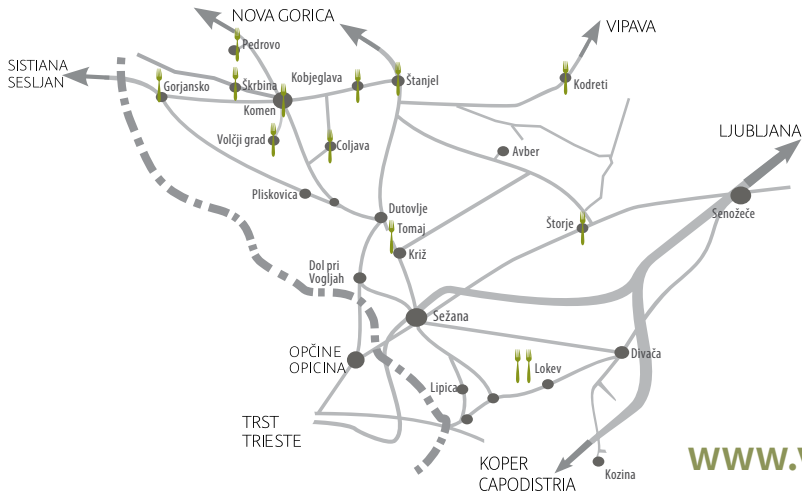 NOVA GORICA
VIPAVA
SISTIANA
SESLJAN
LJUBLJANA
Pedrovo
Gorjansko
Škrbina
Kobjeglava
Štanjel
Kodreti
Komen
Volčji grad
Coljava
Avber
Pliskovica
Dutovlje
Tomaj
Križ
Štorje
Senožeče
Dol pri
Vogljah
Sežana
OPČINE
OPICINA
Divača
Lokev
Lipica
TRST
TRIESTE
KOPER
CAPODISTRIA
Kozina
www.